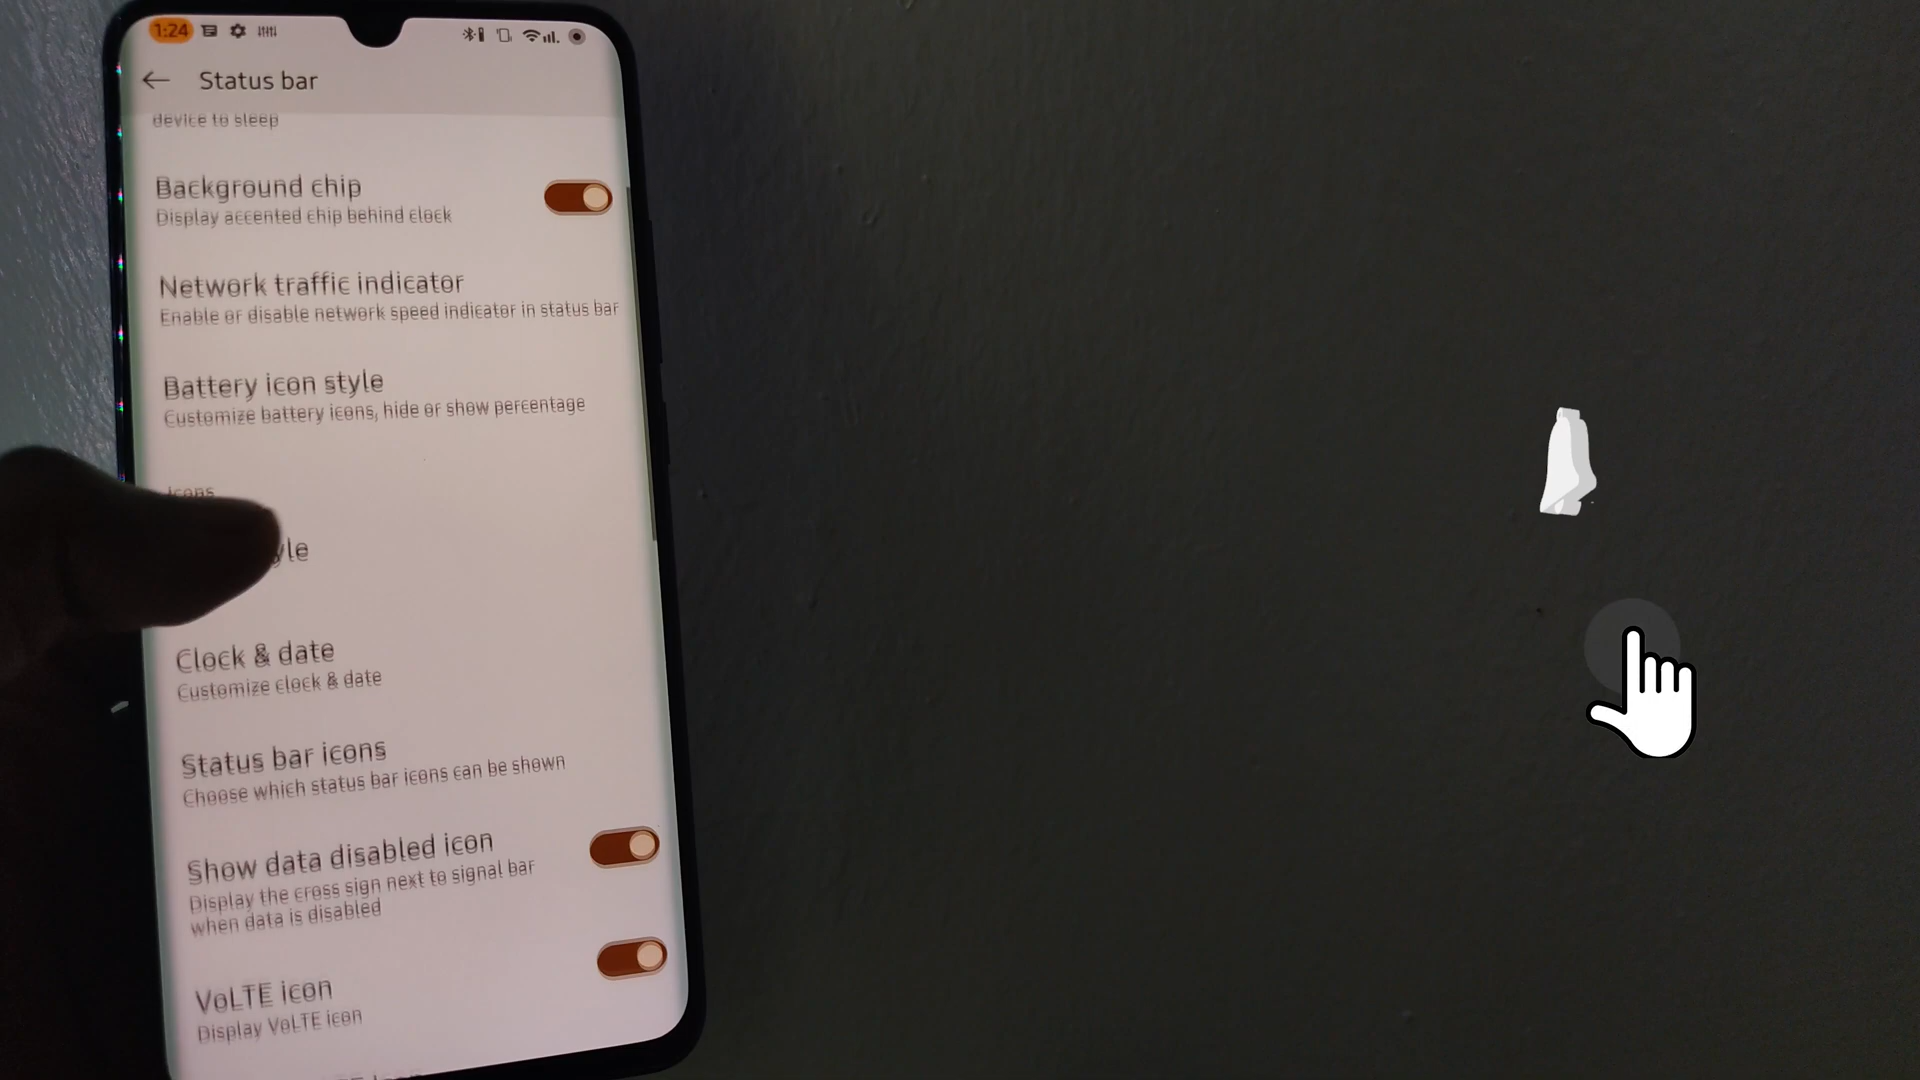 1:24
Status bar
device to sleep
Background chip
Display accented chip behind clock
Network traffic indicator
Enable or disable network speed indicator in status bar
Battery icon style
Customize battery icons, hide or show percentage
Icons
yle
Clock & date
Customize clock & date
Status bar icons
Choose which status bar icons can be shown
Show data disabled icon
Display the cross sign next to signal bar
when data is disabled
VoLTE icon
Display VoLTE icon